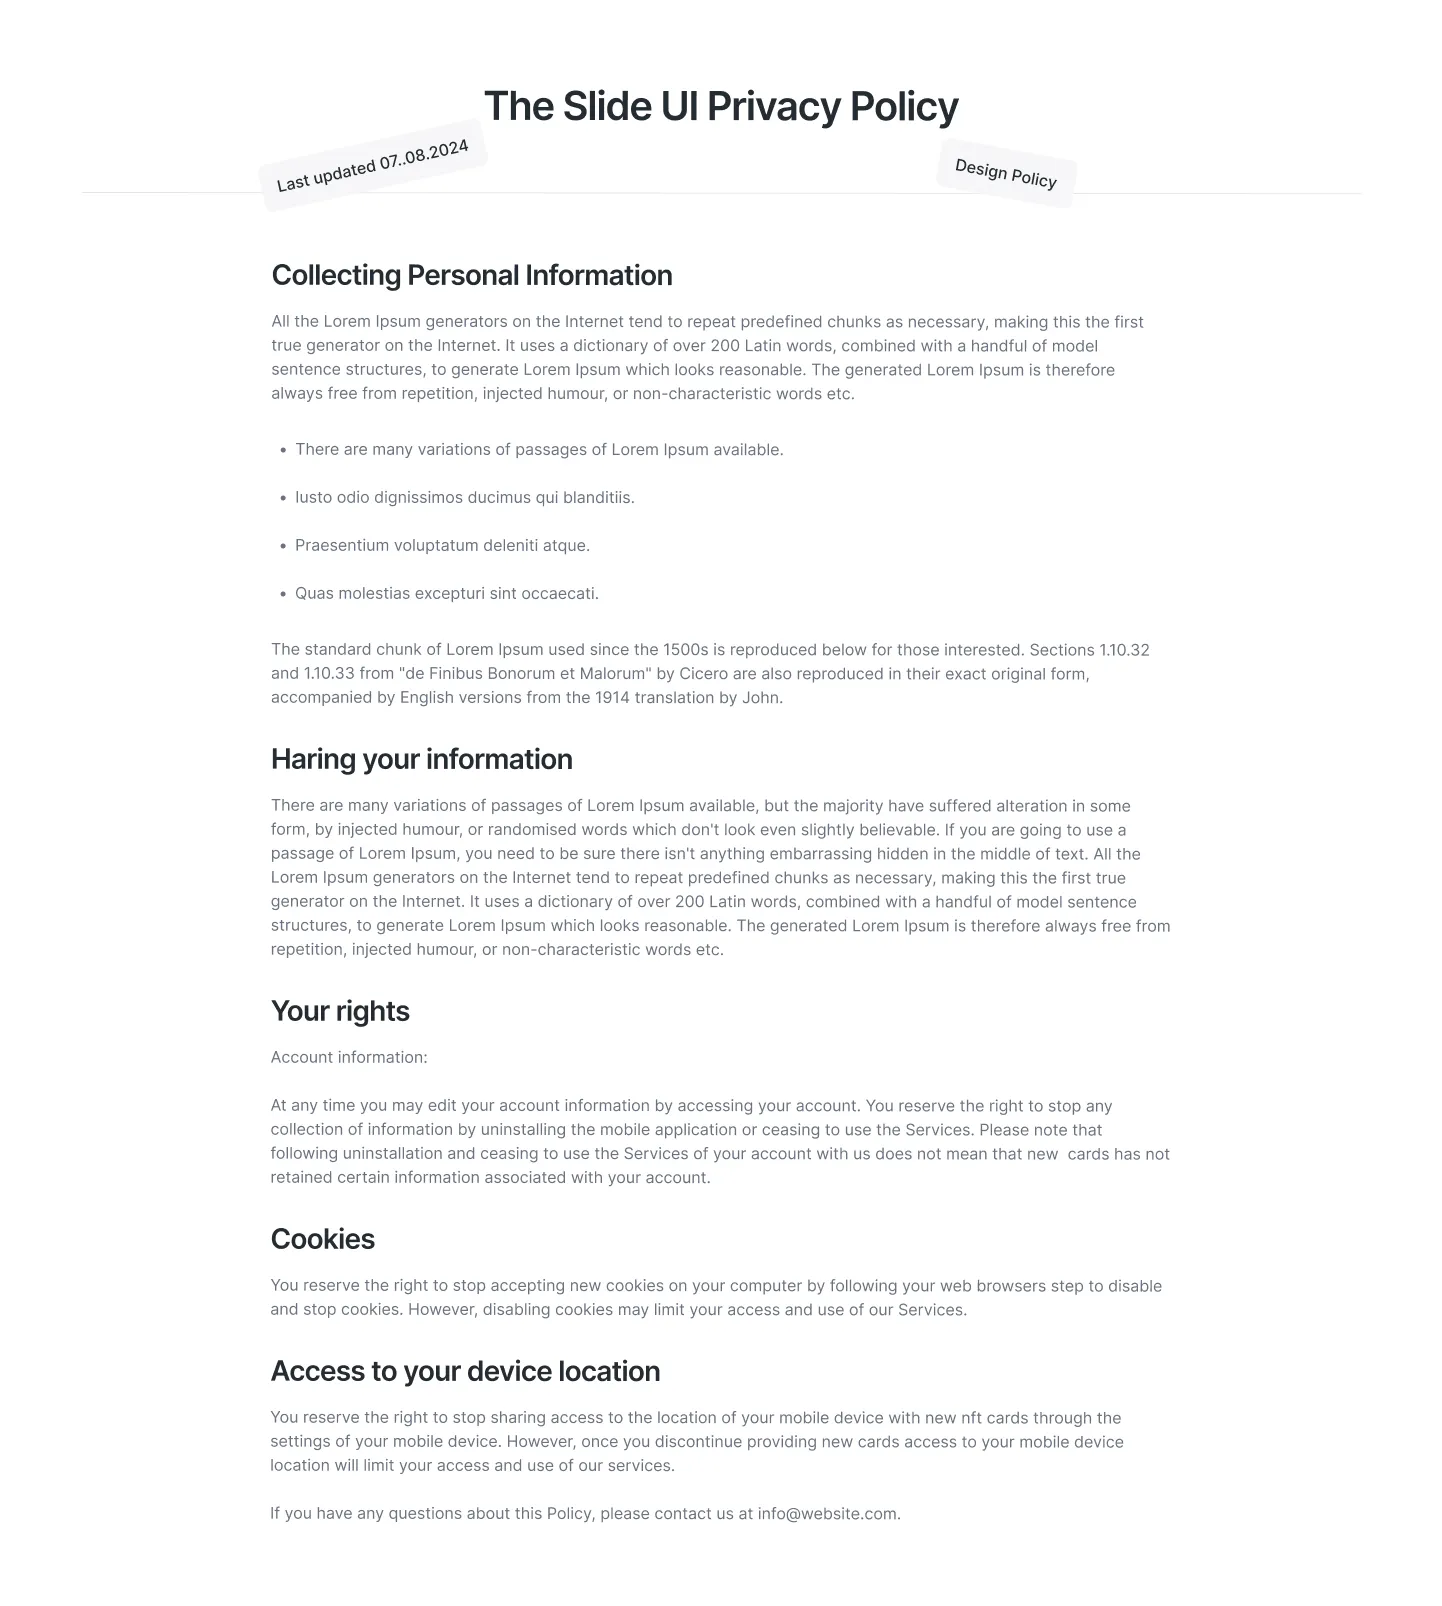 The Slide UI Privacy Policy
Last updated 07..08.2024
Design Policy
Collecting Personal Information
All the Lorem Ipsum generators on the Internet tend to repeat predefined chunks as necessary, making this the first
true generator on the Internet. It uses a dictionary of over 200 Latin words, combined with a handful of model
sentence structures, to generate Lorem Ipsum which looks reasonable. The generated Lorem Ipsum is therefore
always free from repetition, injected humour, or non-characteristic words etc.
• There are many variations of passages of Lorem Ipsum available.
• Iusto odio dignissimos ducimus qui blanditiis.
• Praesentium voluptatum deleniti atque.
• Quas molestias excepturi sint occaecati.
The standard chunk of Lorem Ipsum used since the 1500s is reproduced below for those interested. Sections 1.10.32
and 1.10.33 from "de Finibus Bonorum et Malorum" by Cicero are also reproduced in their exact original form,
accompanied by English versions from the 1914 translation by John.
Haring your information
There are many variations of passages of Lorem Ipsum available, but the majority have suffered alteration in some
form, by injected humour, or randomised words which don't look even slightly believable. If you are going to use a
passage of Lorem Ipsum, you need to be sure there isn't anything embarrassing hidden in the middle of text. All the
Lorem Ipsum generators on the Internet tend to repeat predefined chunks as necessary, making this the first true
generator on the Internet. It uses a dictionary of over 200 Latin words, combined with a handful of model sentence
structures, to generate Lorem Ipsum which looks reasonable. The generated Lorem Ipsum is therefore always free from
repetition, injected humour, or non-characteristic words etc.
Your rights
Account information:
At any time you may edit your account information by accessing your account. You reserve the right to stop any
collection of information by uninstalling the mobile application or ceasing to use the Services. Please note that
following uninstallation and ceasing to use the Services of your account with us does not mean that new  cards has not
retained certain information associated with your account.
Cookies
You reserve the right to stop accepting new cookies on your computer by following your web browsers step to disable
and stop cookies. However, disabling cookies may limit your access and use of our Services.
Access to your device location
You reserve the right to stop sharing access to the location of your mobile device with new nft cards through the
settings of your mobile device. However, once you discontinue providing new cards access to your mobile device
location will limit your access and use of our services.
If you have any questions about this Policy, please contact us at info@website.com.